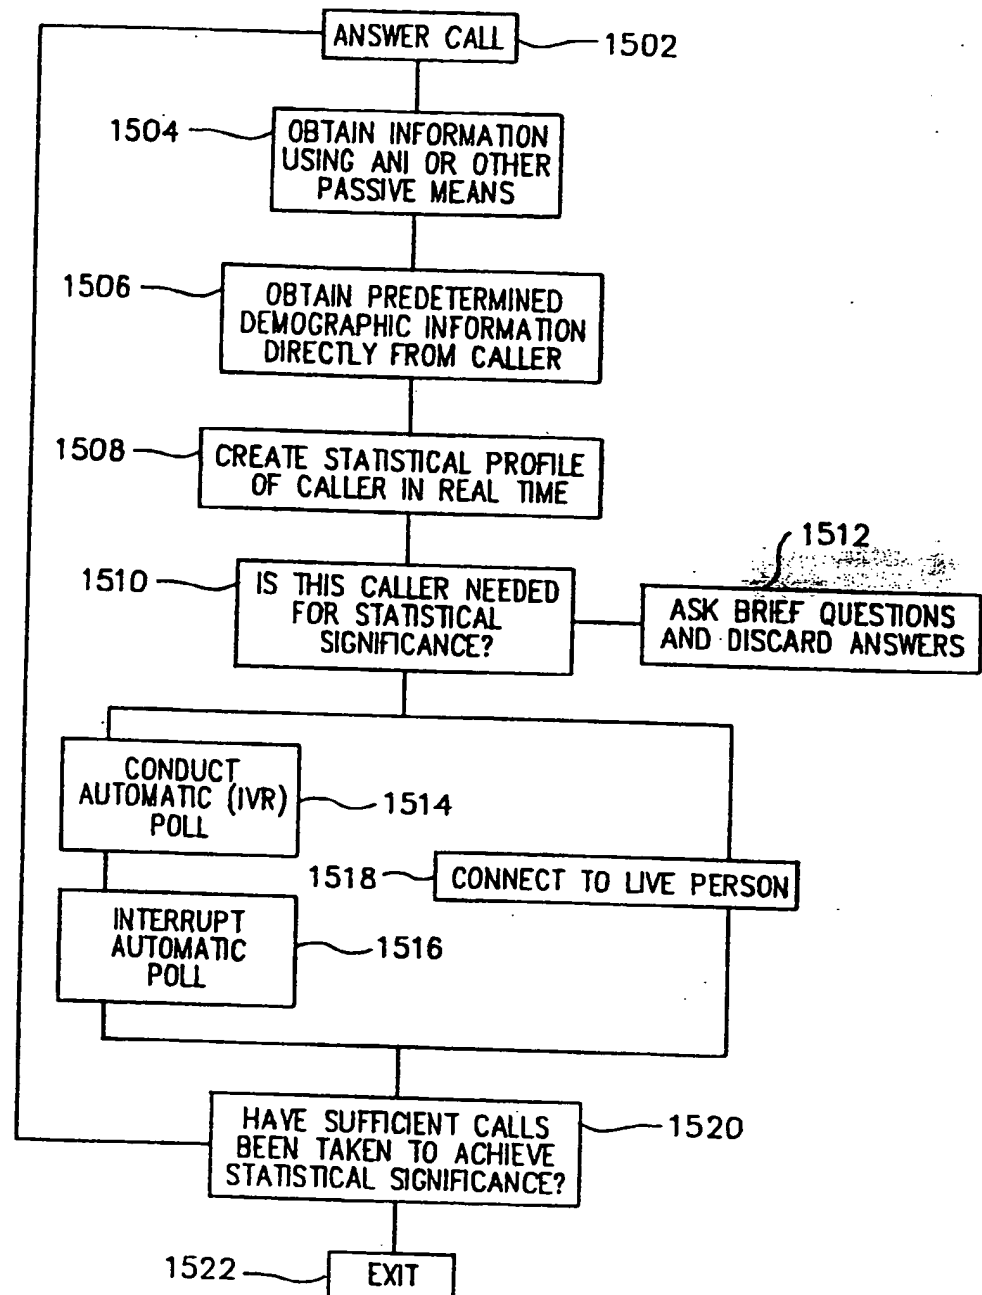 ANSWER CALL
1502
1504
OBTAIN INFORMATION
USING ANI OR OTHER
PASSIVE MEANS
1506
OBTAIN PREDETERMINED
DEMOGRAPHIC INFORMATION
DIRECTLY FROM CALLER
1508
CREATE STATISTICAL PROFILE
OF CALLER IN REAL TIME
1510
IS THIS CALLER NEEDED
FOR STATISTICAL
SIGNIFICANCE?
1512
ASK BRIEF QUESTIONS
AND DISCARD ANSWERS
CONDUCT
AUTOMATIC (IVR)
POLL
1514
INTERRUPT
AUTOMATIC
POLL
1516
1518
CONNECT TO LIVE PERSON
HAVE SUFFICIENT CALLS
BEEN TAKEN TO ACHIEVE
STATISTICAL SIGNIFICANCE?
1520
1522
EXIT